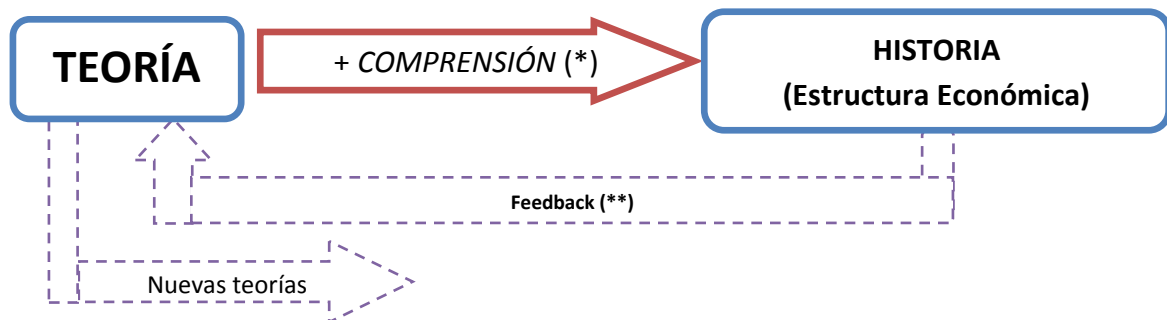 TEORÍA
+ COMPRENSIÓN (*)
HISTORIA
(Estructura Económica)
Feedback (**)
Nuevas teorías